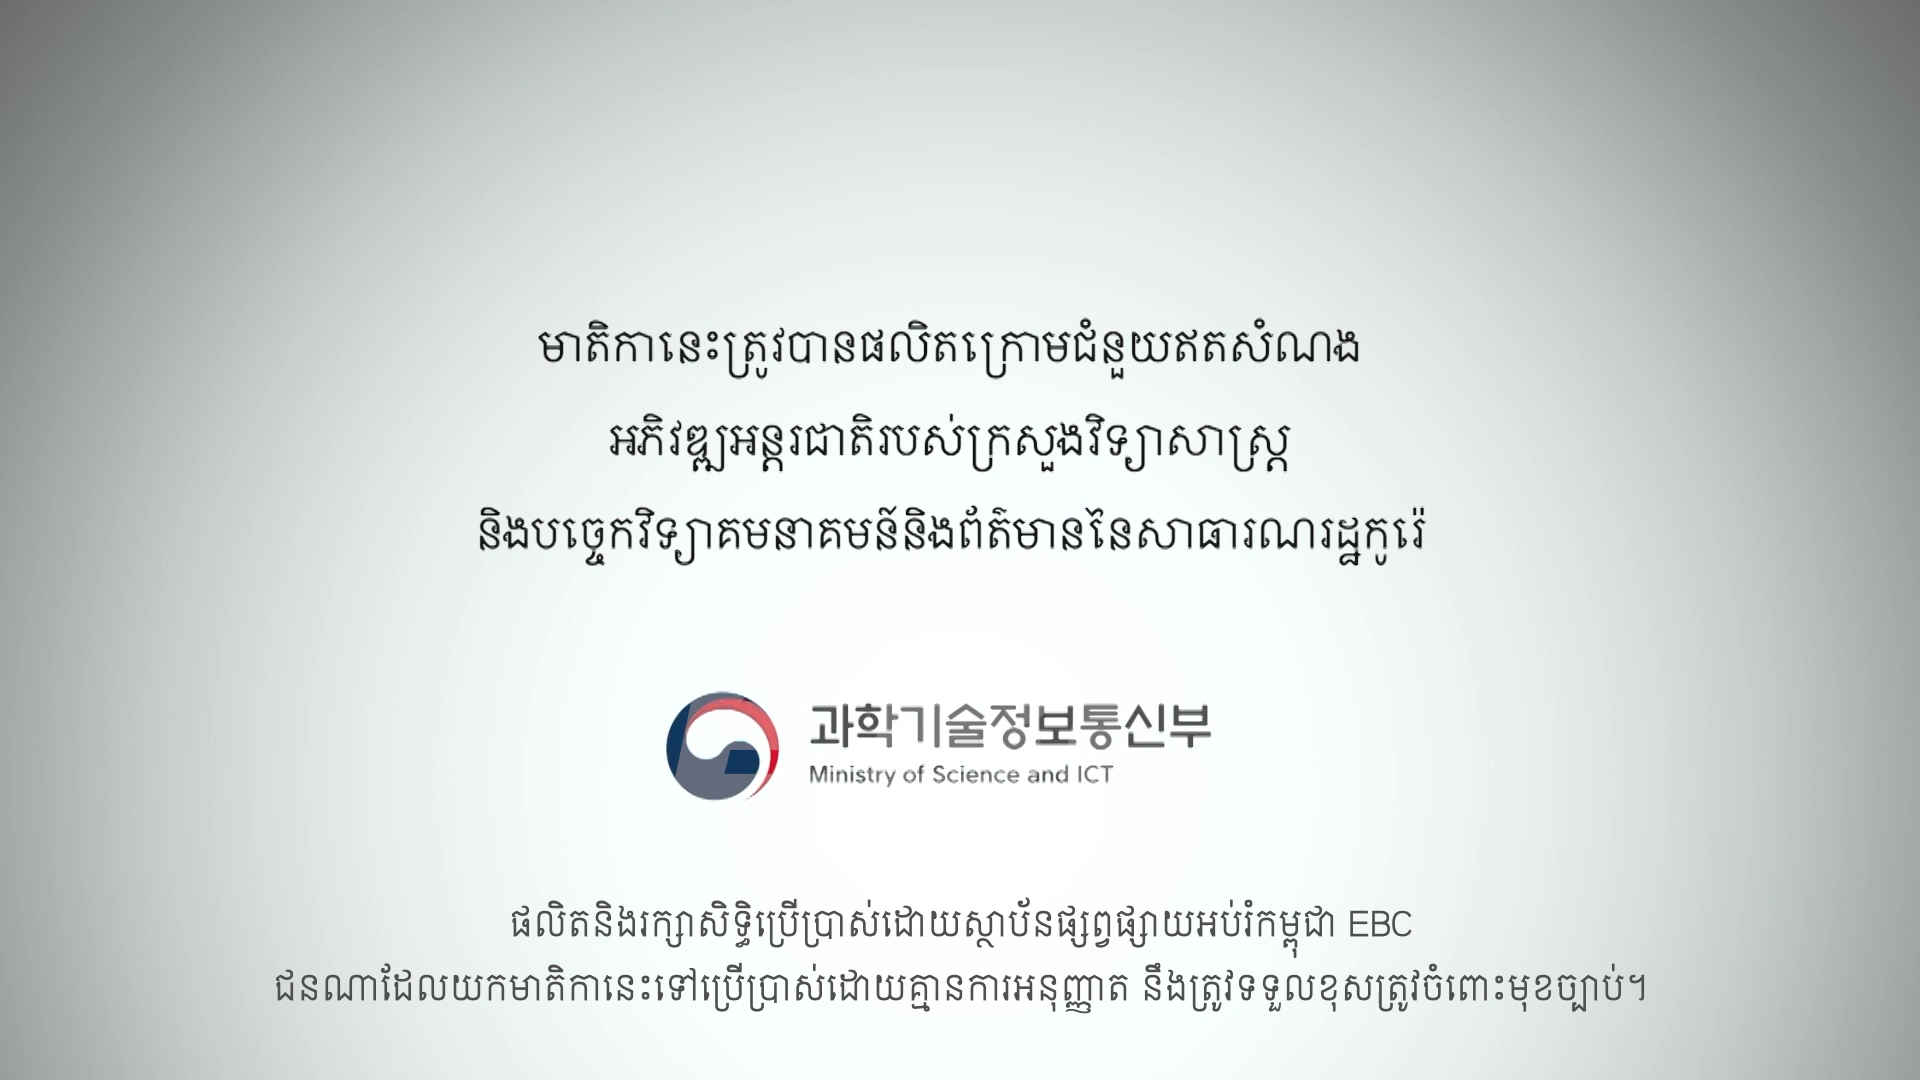 មាតិកានេះត្រូវបានផលិតក្រោមជំនួយឥតសំណង
អភិវឌ្ឍអន្តរជាតិរបស់ក្រសួងវិទ្យាសាស្ត្រ
និងបច្ចេកវិទ្យាគមនាគមន៍និងព័ត៌មាននៃសាធារណរដ្ឋកូរ៉េ
과학기술정보통신부
Ministry of Science and ICT
ផលិតនិងរក្សាសិទ្ធិប្រើប្រាស់ដោយស្ថាប័នផ្សព្វផ្សាយអប់រំកម្ពុជា EBC
ជនណាដែលយកមាតិកានេះទៅប្រើប្រាស់ដោយគ្មានការអនុញ្ញាត នឹងត្រូវទទួលខុសត្រូវចំពោះមុខច្បាប់។